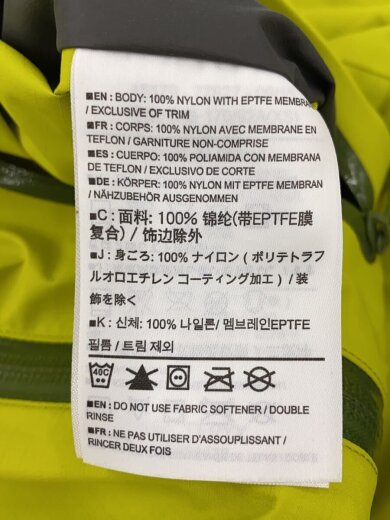 ■EN: BODY: 100% NYLON WITH EPTFE MEMBRA
/ EXCLUSIVE OF TRIM
■FR: CORPS: 100% NYLON AVEC MEMBRANE EN
TEFLON / GARNITURE NON-COMPRISE
■ES: CUERPO: 100% POLIAMIDA CON MEMBRANA
DE TEFLON / EXCLUSIVO DE CORTE
■DE: KÖRPER: 100% NYLON MIT EPTFE MEMBRAN
/ NÄHZUBEHÖR AUSGENOMMEN
■C: 面料: 100% 锦纶(带EPTFE膜
复合) / 饰边除外
■J: 身ごろ: 100% ナイロン ( ポリテトラフ
ルオロエチレン コーティング加工 ) / 装
飾を除く
■K: 신체: 100% 나일론/ 멤브레인EPTFE
필름 / 트림 제외
40C
■EN: DO NOT USE FABRIC SOFTENER / DOUBLE
RINSE
■FR: NE PAS UTILISER D'ASSOUPLISSANT /
RINCER DEUX FOIS